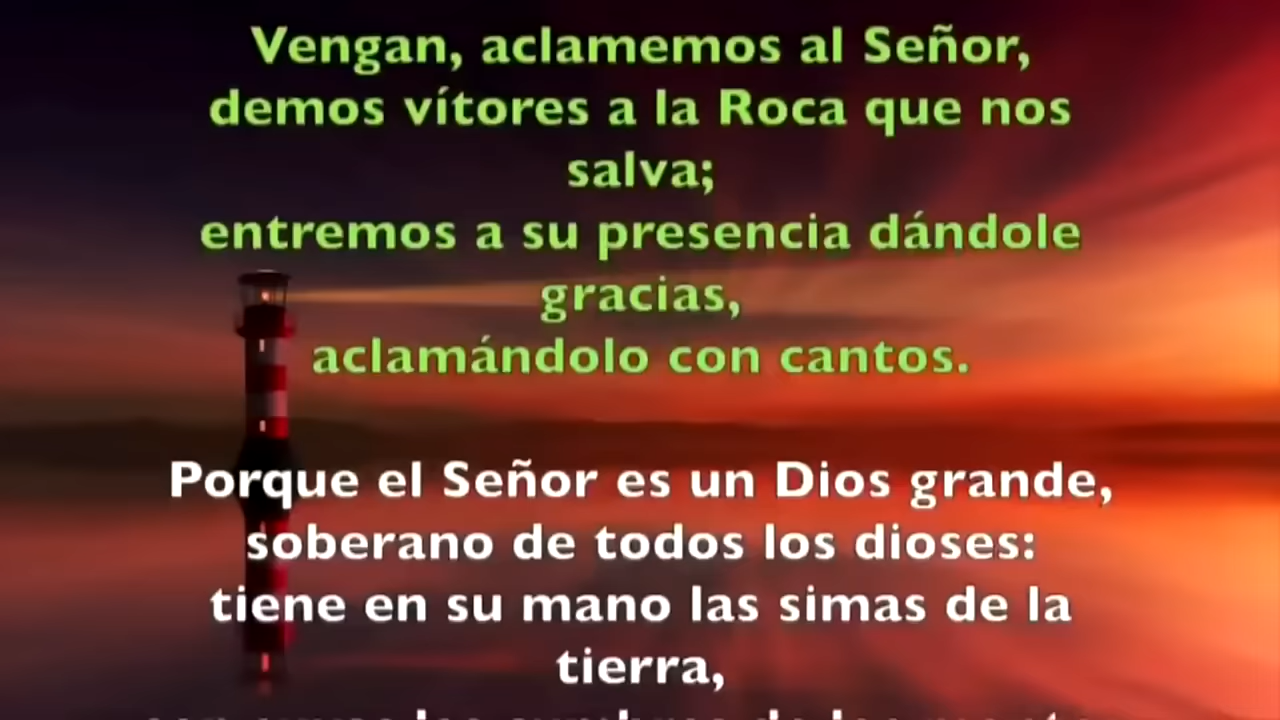 Vengan, aclamemos al Señor,
demos vítores a la Roca que nos
salva;
entremos a su presencia dándole
gracias,
aclamándolo con cantos.
Porque el Señor es un Dios grande,
soberano de todos los dioses:
tiene en su mano las simas de la
tierra,